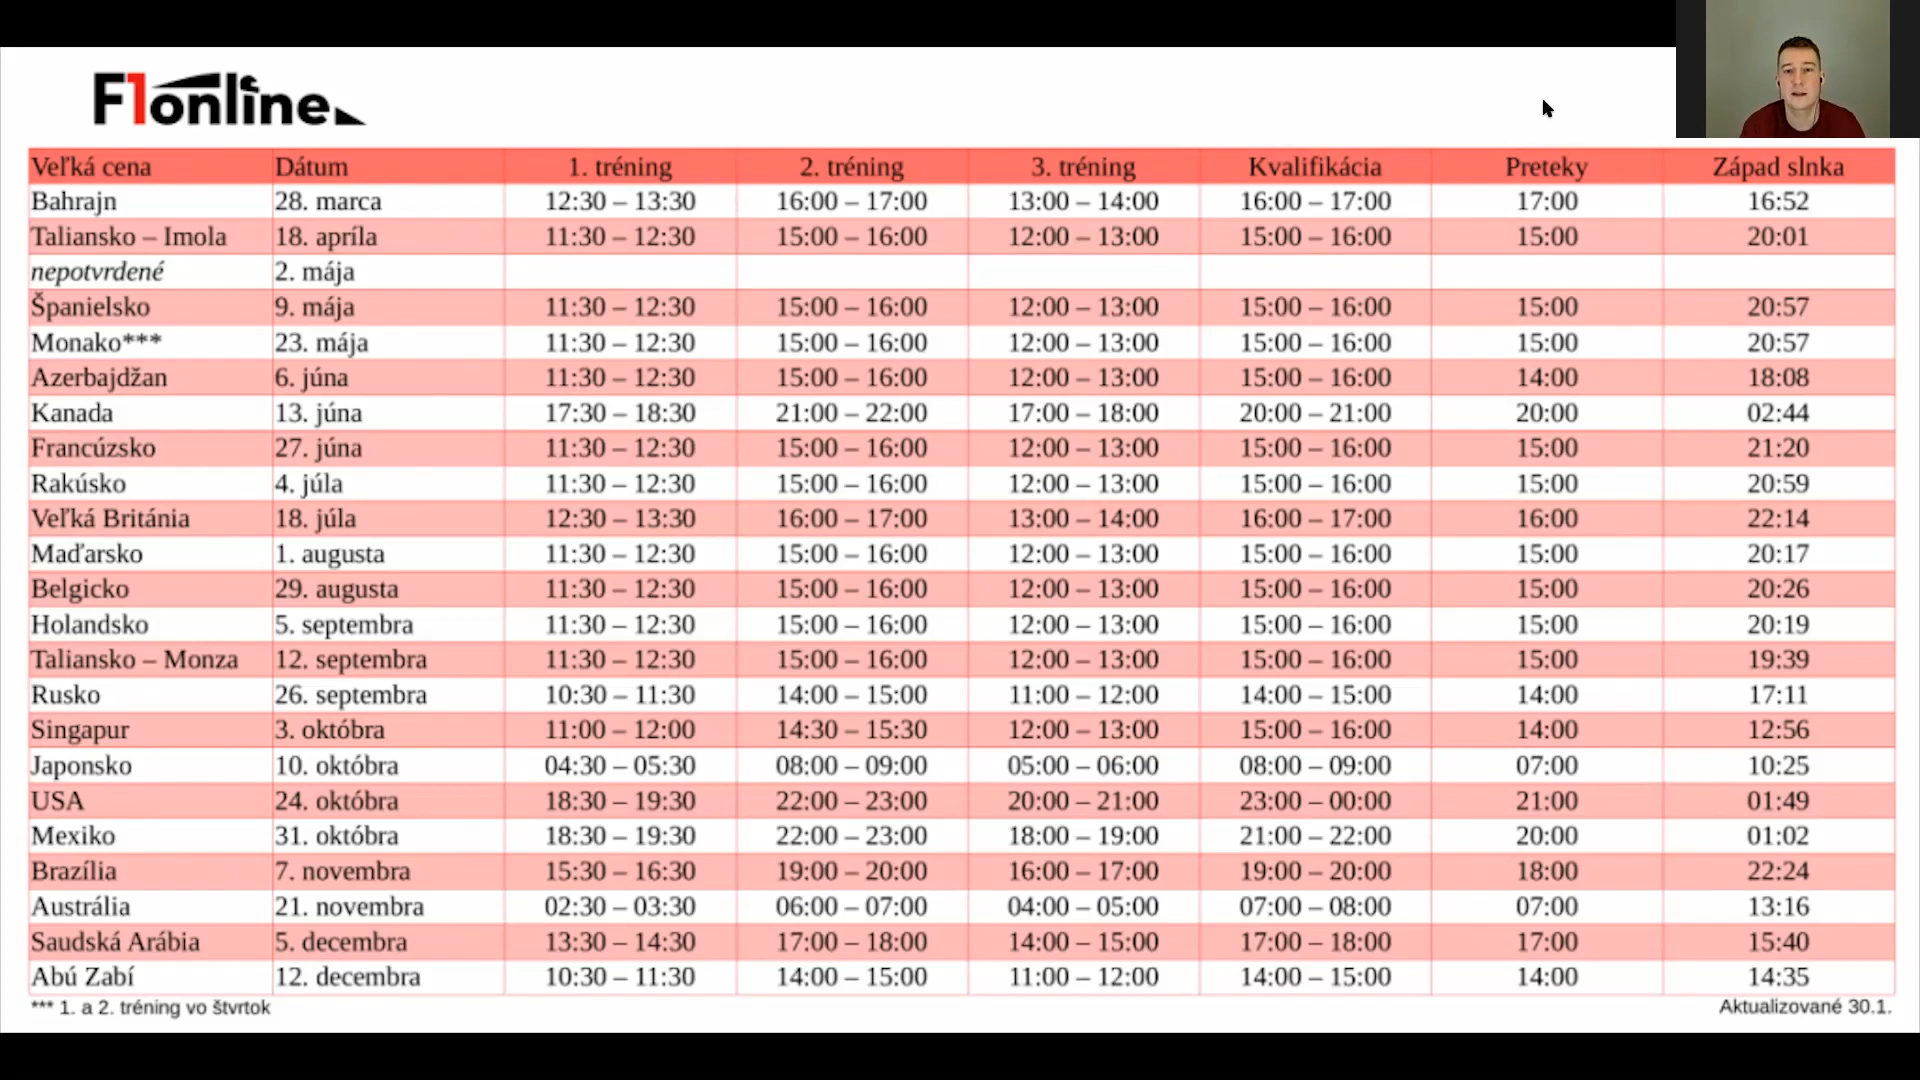 F1online
Veľká cena Dátum 1. tréning 2. tréning 3. tréning Kvalifikácia Preteky Západ slnka
Bahrajn 28. marca 12:30 – 13:30 16:00 – 17:00 13:00 – 14:00 16:00 – 17:00 17:00 16:52
Taliansko – Imola 18. apríla 11:30 – 12:30 15:00 – 16:00 12:00 – 13:00 15:00 – 16:00 15:00 20:01
nepotvrdené 2. mája
Španielsko 9. mája 11:30 – 12:30 15:00 – 16:00 12:00 – 13:00 15:00 – 16:00 15:00 20:57
Monako*** 23. mája 11:30 – 12:30 15:00 – 16:00 12:00 – 13:00 15:00 – 16:00 15:00 20:57
Azerbajdžan 6. júna 11:30 – 12:30 15:00 – 16:00 12:00 – 13:00 15:00 – 16:00 14:00 18:08
Kanada 13. júna 17:30 – 18:30 21:00 – 22:00 17:00 – 18:00 20:00 – 21:00 20:00 02:44
Francúzsko 27. júna 11:30 – 12:30 15:00 – 16:00 12:00 – 13:00 15:00 – 16:00 15:00 21:20
Rakúsko 4. júla 11:30 – 12:30 15:00 – 16:00 12:00 – 13:00 15:00 – 16:00 15:00 20:59
Veľká Británia 18. júla 12:30 – 13:30 16:00 – 17:00 13:00 – 14:00 16:00 – 17:00 16:00 22:14
Maďarsko 1. augusta 11:30 – 12:30 15:00 – 16:00 12:00 – 13:00 15:00 – 16:00 15:00 20:17
Belgicko 29. augusta 11:30 – 12:30 15:00 – 16:00 12:00 – 13:00 15:00 – 16:00 15:00 20:26
Holandsko 5. septembra 11:30 – 12:30 15:00 – 16:00 12:00 – 13:00 15:00 – 16:00 15:00 20:19
Taliansko – Monza 12. septembra 11:30 – 12:30 15:00 – 16:00 12:00 – 13:00 15:00 – 16:00 15:00 19:39
Rusko 26. septembra 10:30 – 11:30 14:00 – 15:00 11:00 – 12:00 14:00 – 15:00 14:00 17:11
Singapur 3. októbra 11:00 – 12:00 14:30 – 15:30 12:00 – 13:00 15:00 – 16:00 14:00 12:56
Japonsko 10. októbra 04:30 – 05:30 08:00 – 09:00 05:00 – 06:00 08:00 – 09:00 07:00 10:25
USA 24. októbra 18:30 – 19:30 22:00 – 23:00 20:00 – 21:00 23:00 – 00:00 21:00 01:49
Mexiko 31. októbra 18:30 – 19:30 22:00 – 23:00 18:00 – 19:00 21:00 – 22:00 20:00 01:02
Brazília 7. novembra 15:30 – 16:30 19:00 – 20:00 16:00 – 17:00 19:00 – 20:00 18:00 22:24
Austrália 21. novembra 02:30 – 03:30 06:00 – 07:00 04:00 – 05:00 07:00 – 08:00 07:00 13:16
Saudská Arábia 5. decembra 13:30 – 14:30 17:00 – 18:00 14:00 – 15:00 17:00 – 18:00 17:00 15:40
Abú Zabí 12. decembra 10:30 – 11:30 14:00 – 15:00 11:00 – 12:00 14:00 – 15:00 14:00 14:35
*** 1. a 2. tréning vo štvrtok Aktualizované 30.1.